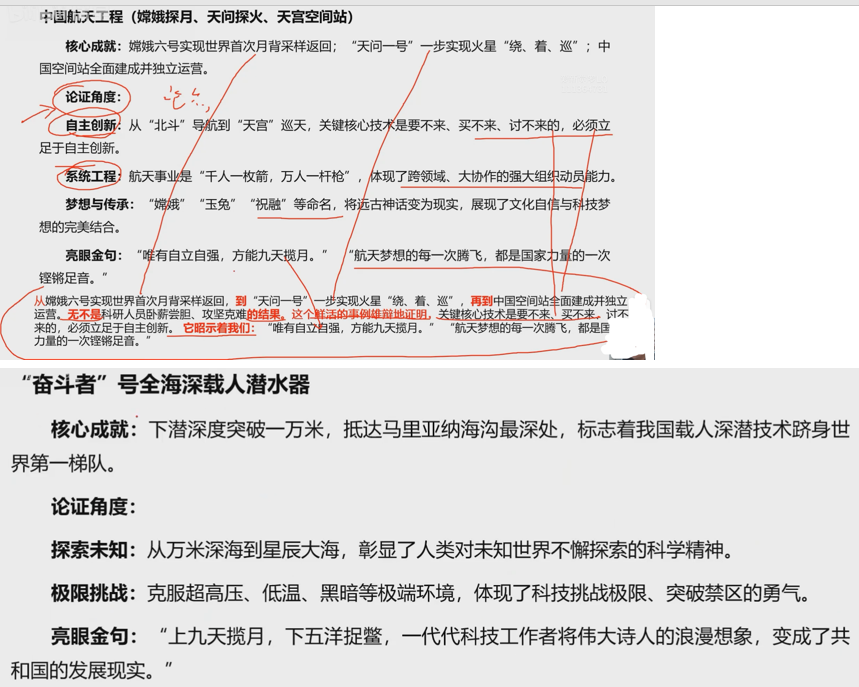 中国航天工程（嫦娥探月、天问探火、天宫空间站）
核心成就：嫦娥六号实现世界首次月背采样返回；“天问一号”一步实现火星“绕、着、巡”；中
国空间站全面建成并独立运营。
论证角度：
论点
自主创新：从“北斗”导航到“天宫”巡天，关键核心技术是要不来、买不来、讨不来的，必须立
足于自主创新。
系统工程：航天事业是“千人一枚箭，万人一杆枪”，体现了跨领域、大协作的强大组织动员能力。
梦想与传承：“嫦娥”“玉兔”“祝融”等命名，将远古神话变为现实，展现了文化自信与科技梦
想的完美结合。
亮眼金句：“唯有自立自强，方能九天揽月。”“航天梦想的每一次腾飞，都是国家力量的一次
铿锵足音。“
从嫦娥六号实现世界首次月背采样返回，到“天问一号”一步实现火星“绕、着、巡”，再到中国空间站全面建成并独立
运营。无不是科研人员卧薪尝胆、攻坚克难的结果。这个鲜活的事例雄辩地证明，关键核心技术是要不来、买不来、讨不
来的，必须立足于自主创新。它昭示着我们：“唯有自立自强，方能九天揽月。”“航天梦想的每一次腾飞，都是国
力量的一次铿锵足音。”
“奋斗者”号全海深载人潜水器
核心成就：下潜深度突破一万米，抵达马里亚纳海沟最深处，标志着我国载人深潜技术跻身世
界第一梯队。
论证角度：
探索未知：从万米深海到星辰大海，彰显了人类对未知世界不懈探索的科学精神。
极限挑战：克服超高压、低温、黑暗等极端环境，体现了科技挑战极限、突破禁区的勇气。
亮眼金句：“上九天揽月，下五洋捉鳖，一代代科技工作者将伟大诗人的浪漫想象，变成了共
和国的发展现实。”